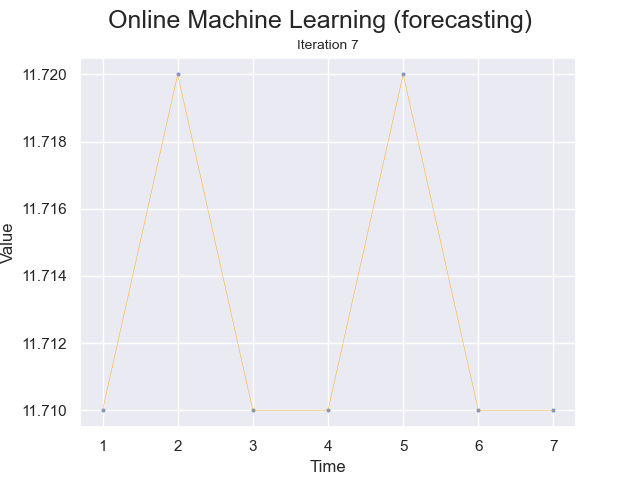 Online Machine Learning (forecasting)
Iteration 7
11.720
11.718
11.716
11.714
11.712
11.710
Value
1 2 3 4 5 6 7
Time